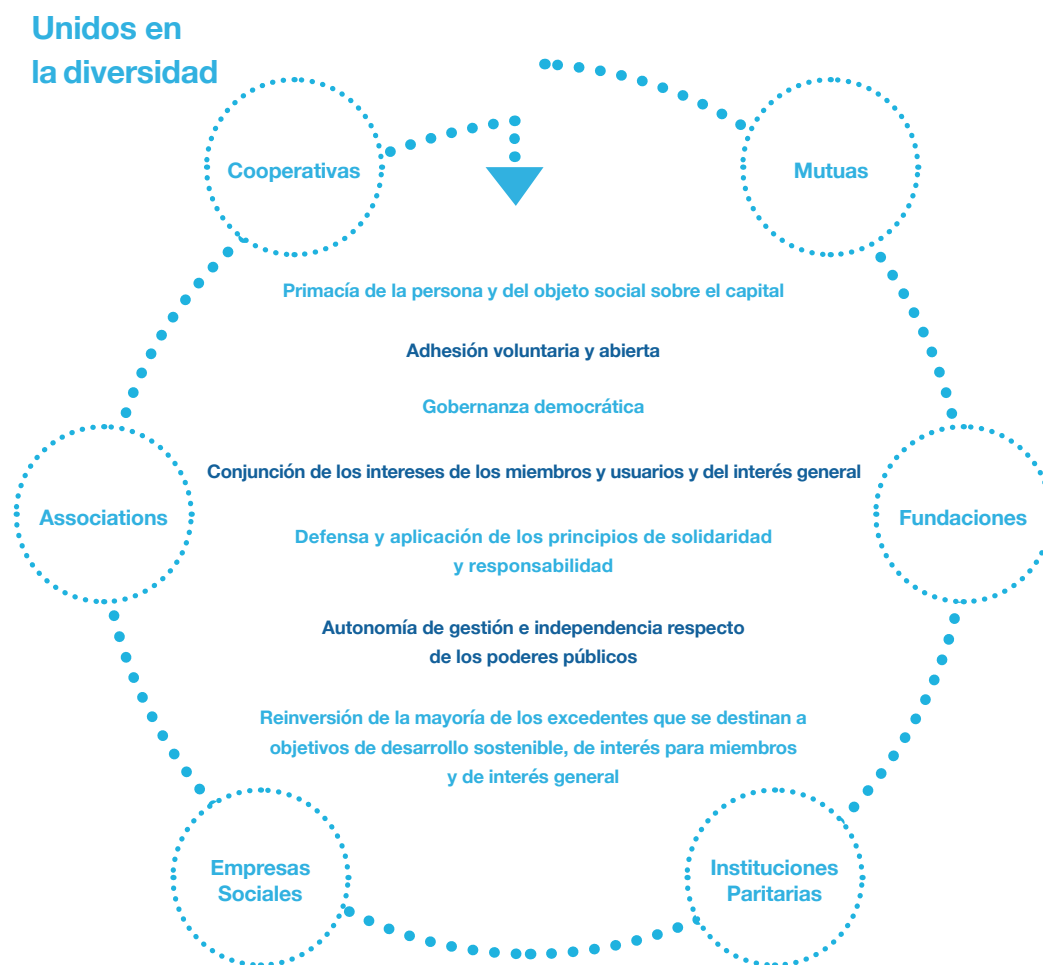 Unidos en
la diversidad
Cooperativas
Mutuas
Primacía de la persona y del objeto social sobre el capital
Adhesión voluntaria y abierta
Gobernanza democrática
Conjunción de los intereses de los miembros y usuarios y del interés general
Associations
Fundaciones
Defensa y aplicación de los principios de solidaridad
y responsabilidad
Autonomía de gestión e independencia respecto
de los poderes públicos
Reinversión de la mayoría de los excedentes que se destinan a
objetivos de desarrollo sostenible, de interés para miembros
y de interés general
Empresas
Sociales
Instituciones
Paritarias